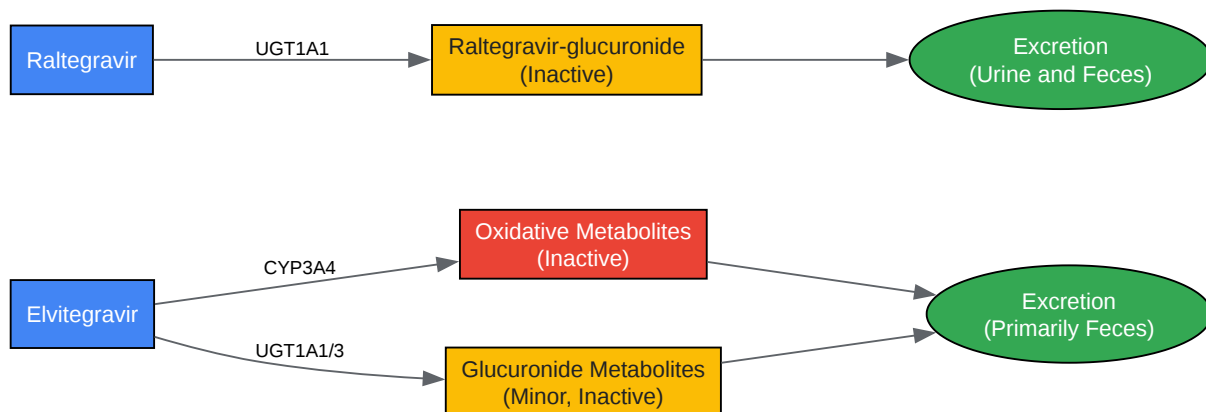 Raltegravir
UGT1A1
Raltegravir-glucuronide
(Inactive)
Excretion
(Urine and Feces)
Elvitegravir
CYP3A4
Oxidative Metabolites
(Inactive)
UGT1A1/3
Glucuronide Metabolites
(Minor, Inactive)
Excretion
(Primarily Feces)